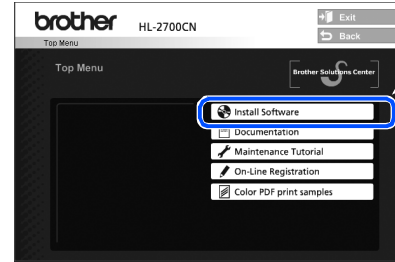 brother HL-2700CN
Exit
Back
Top Menu
Top Menu
Brother Solutions Center
Install Software
Documentation
Maintenance Tutorial
On-Line Registration
Color PDF print samples